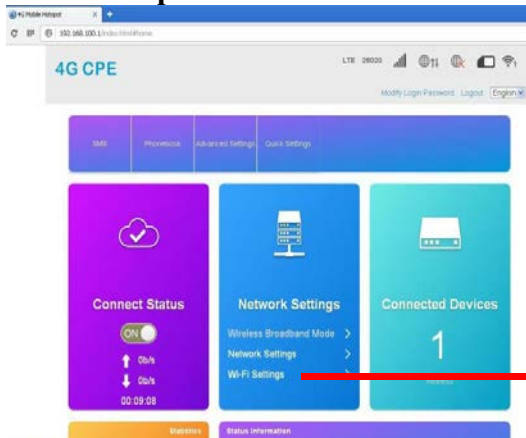 4G Mobile Hotspot
192.168.100.1/index.html#home
4G CPE
LTE 26020
Modify Login Password Logout English
SMS Phonebook Advanced Settings Quick Settings
Connect Status
ON
0b/s
0b/s
00:09:08
Network Settings
Wireless Broadband Mode
Network Settings
Wi-Fi Settings
Connected Devices
1
Wireless
Statistics
Status Information